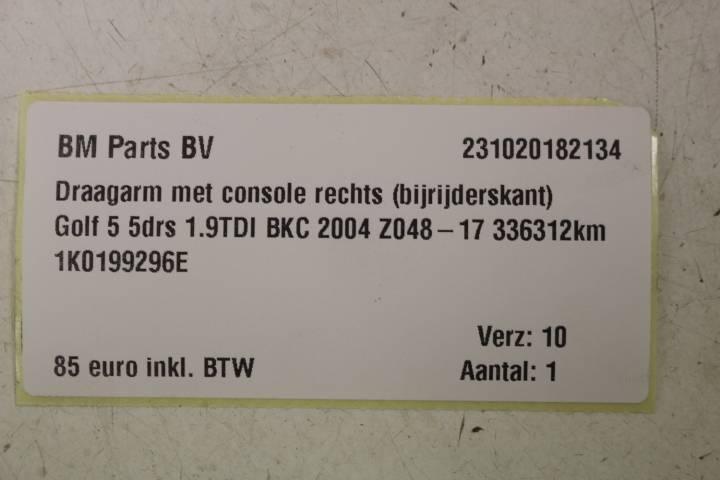 BM Parts BV 231020182134
Draagarm met console rechts (bijrijderskant)
Golf 5 5drs 1.9TDI BKC 2004 Z048 – 17 336312km
1K0199296E
Verz: 10
85 euro inkl. BTW Aantal: 1